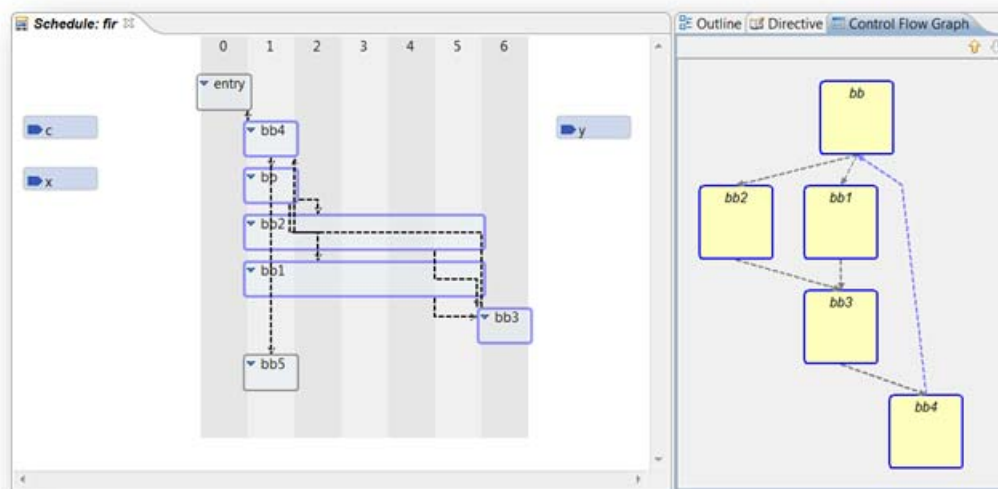 Schedule: fir
0 1 2 3 4 5 6
entry
c
bb4
y
x
bb
bb2
bb1
bb3
bb5
Outline Directive Control Flow Graph
bb
bb2 bb1
bb3
bb4